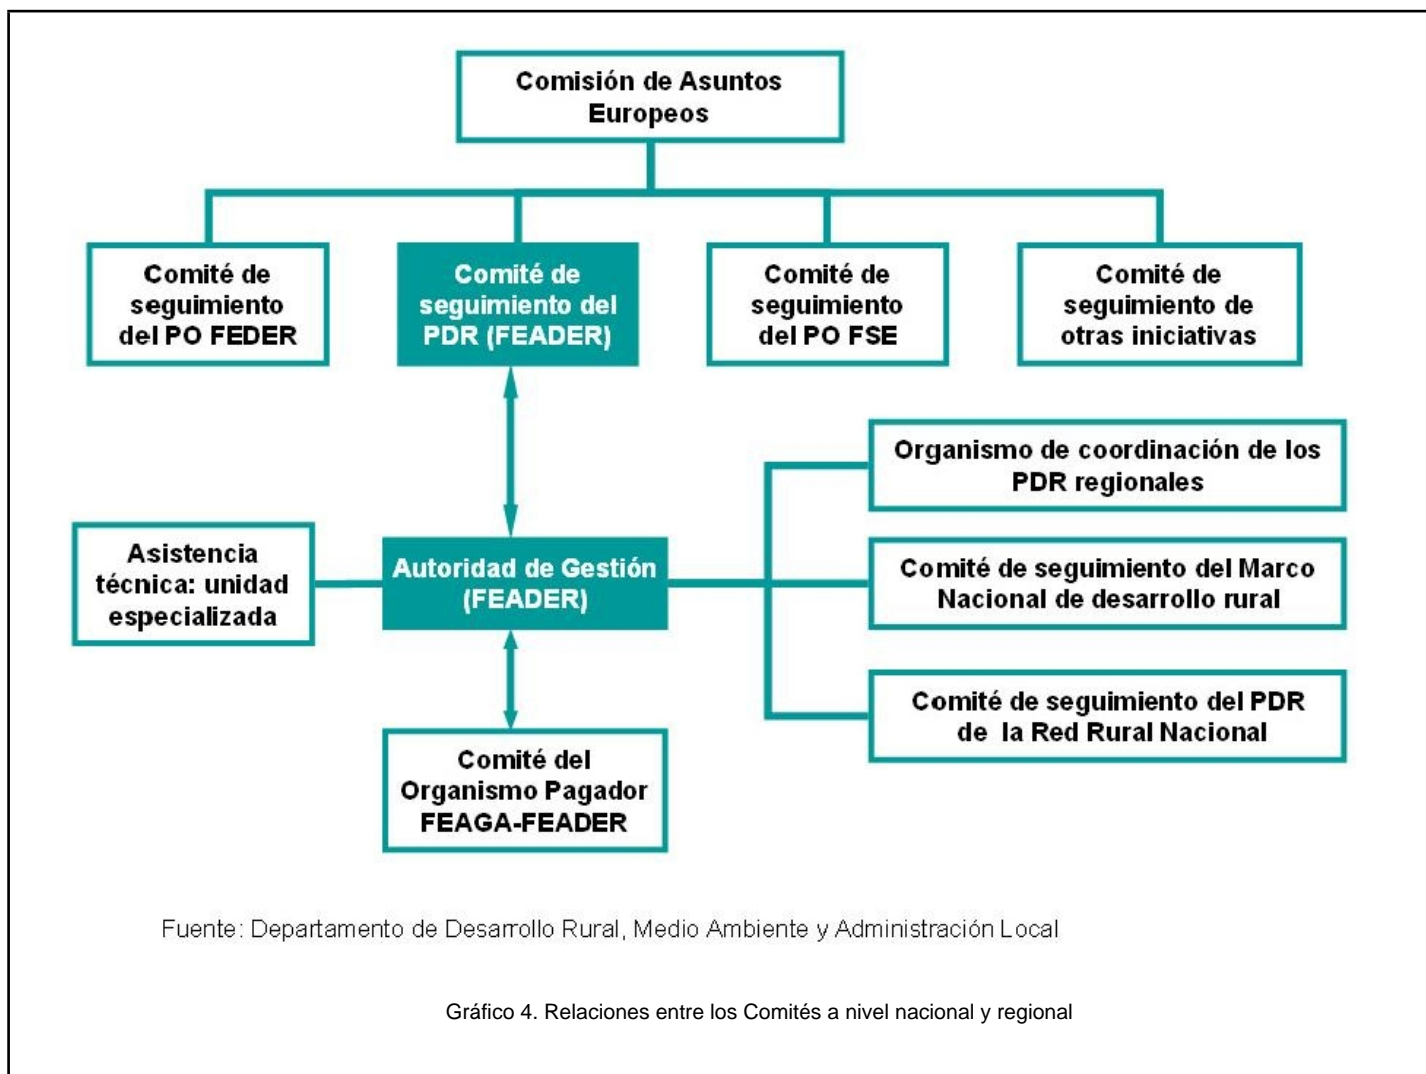 Comisión de Asuntos
Europeos
Comité de
seguimiento
del PO FEDER
Comité de
seguimiento del
PDR (FEADER)
Comité de
seguimiento
del PO FSE
Comité de
seguimiento de
otras iniciativas
Organismo de coordinación de los
PDR regionales
Asistencia
técnica: unidad
especializada
Autoridad de Gestión
(FEADER)
Comité de seguimiento del Marco
Nacional de desarrollo rural
Comité de seguimiento del PDR
de la Red Rural Nacional
Comité del
Organismo Pagador
FEAGA-FEADER
Fuente: Departamento de Desarrollo Rural, Medio Ambiente y Administración Local
Gráfico 4. Relaciones entre los Comités a nivel nacional y regional